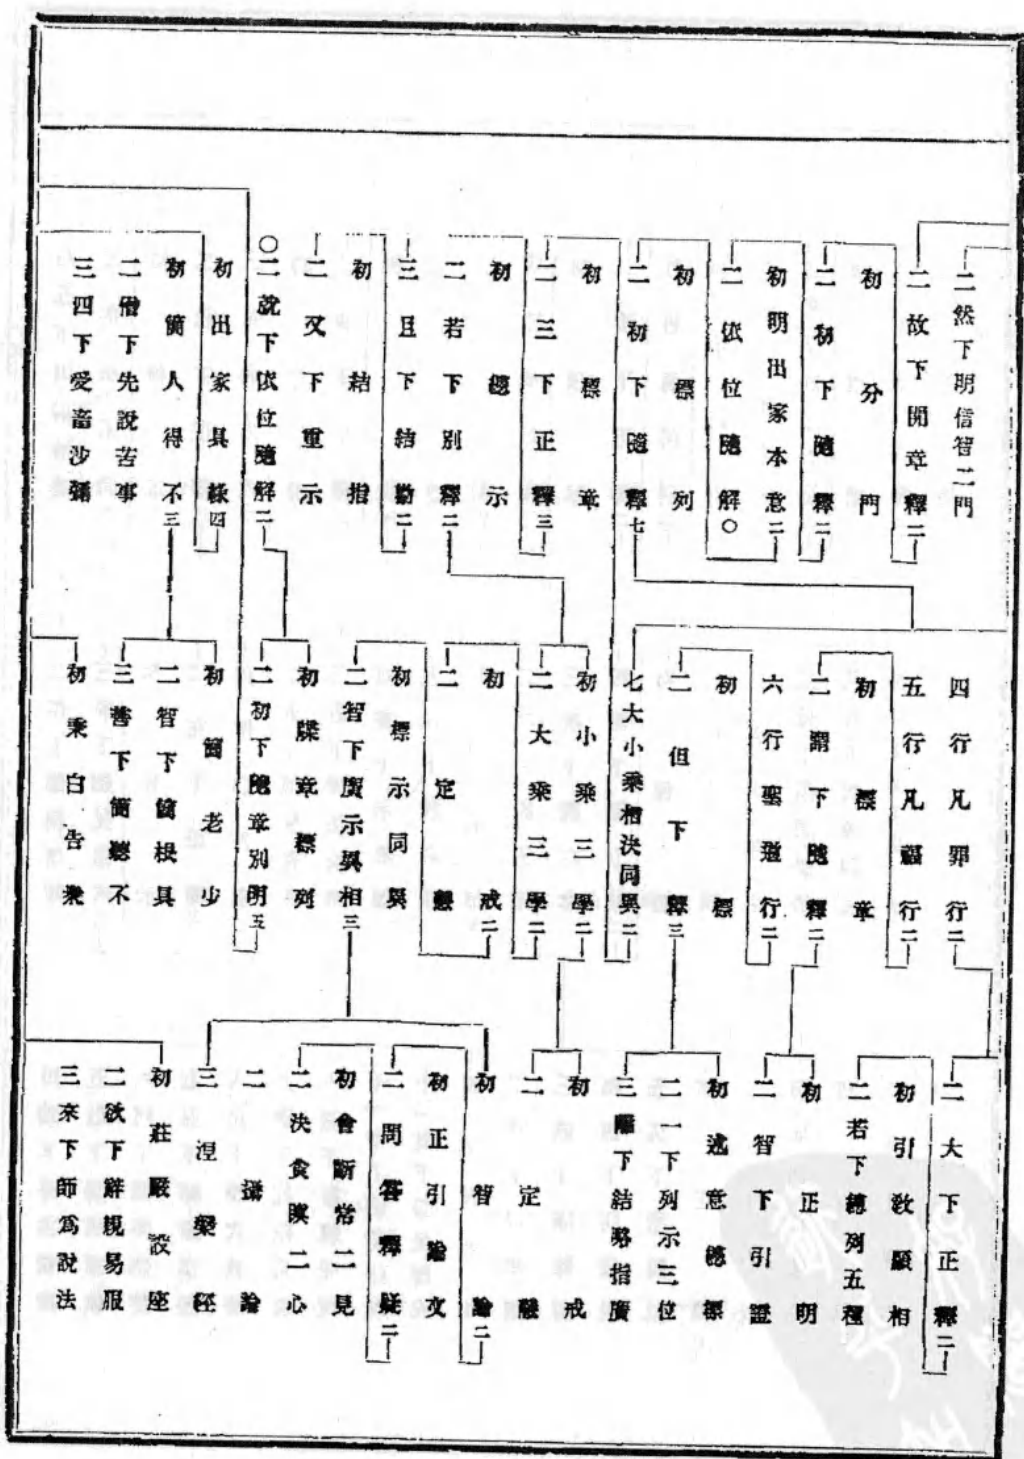 二然下明信智二門
二故下開章釋二
初分門
二初下隨釋二
初明出家本意二
二依位隨解〇
初標列
二初下隨釋七
初標章
二三下正釋三
初總示
二若下別釋二
三且下結勸二
初結指
二又下重示
〇二就下依位隨解二
初出家具緣四
初簡人得不三
二僧下先說苦事
三四下愛畜沙彌
四行凡罪行二
五行凡福行二
初標章
二謂下隨釋二
六行聖道行二
初標
二但下釋三
七大小乘相決同異二
初小乘三學二
二大乘三學二
初戒二
二定慧
初標示同異
二智下廣示異相三
初牒章標列
二初下隨章別明五
初簡老少
二智下簡根具
三善下簡聽不
初乘白告衆
二大下正釋二
初引敎顯相
二若下總列五種
初正明
二智下引證
初述意總標
二一下列示三位
三離下結略指廣
初戒
二定慧
初智論二
初正引論文
二問答釋疑二
初會斷常二見
二決貪瞋二心
二攝論
三涅槃經
初莊嚴設座
二欲下辭親易服
三來下師爲說法